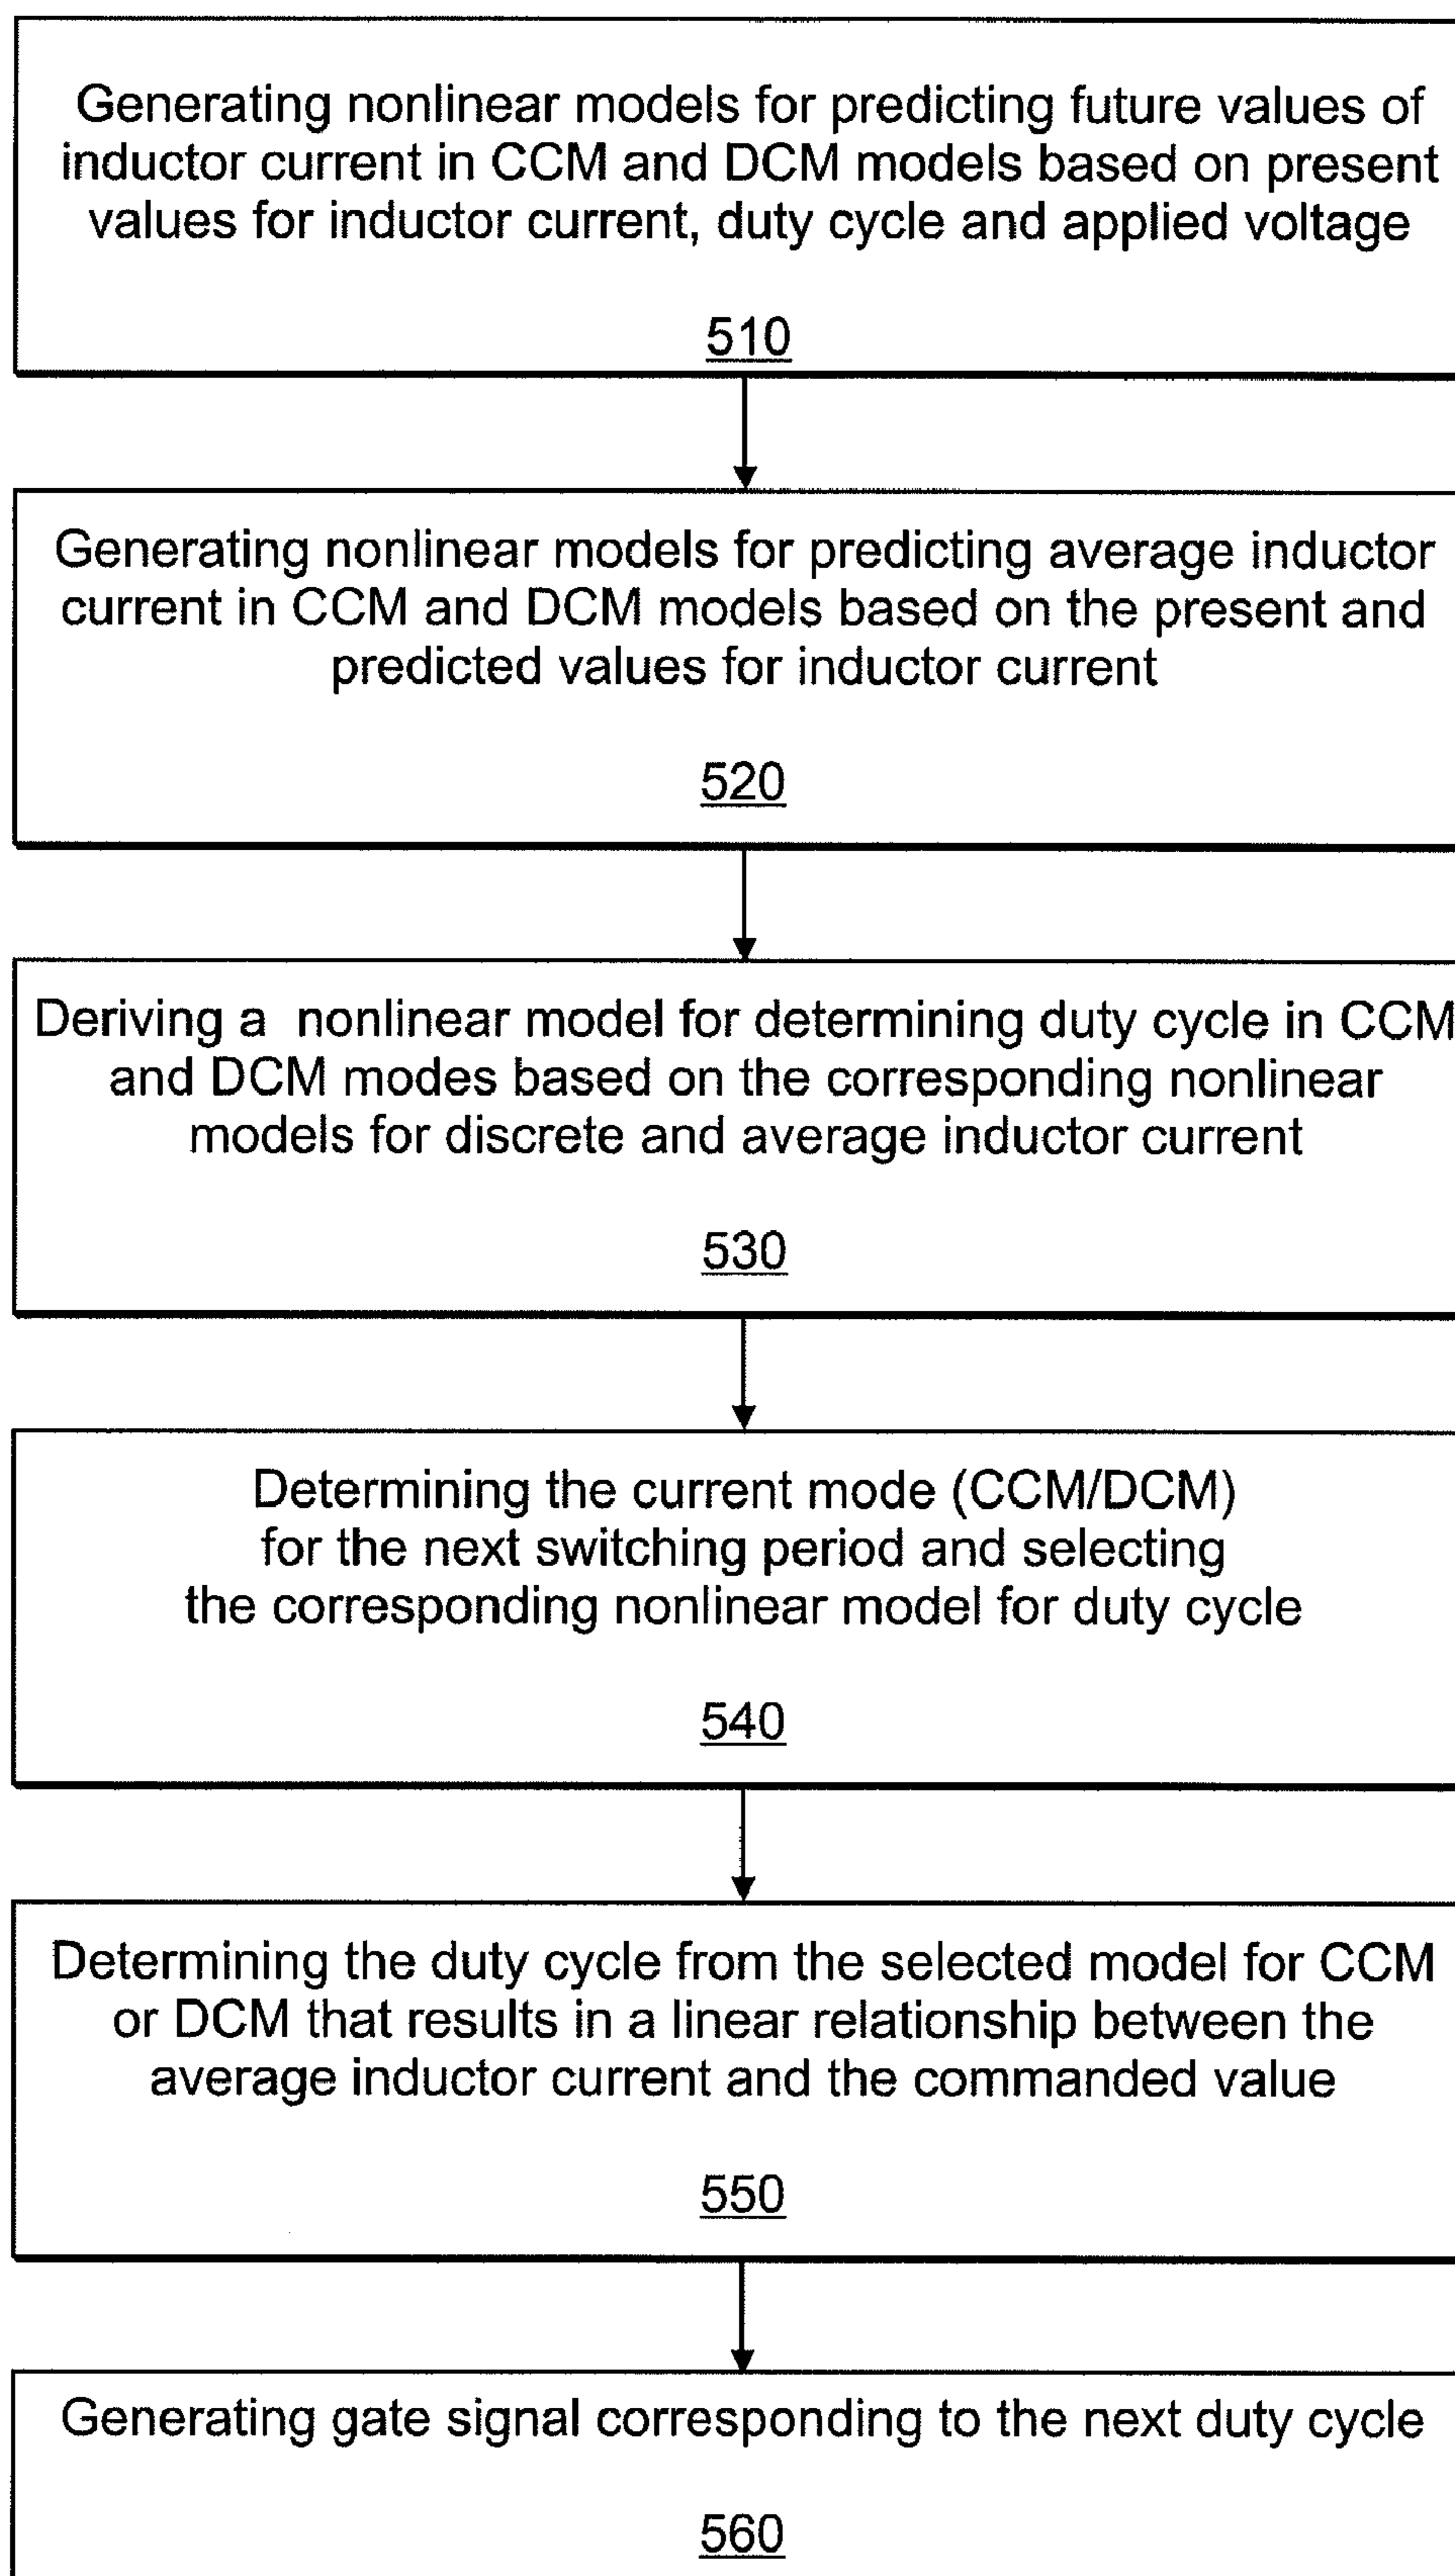 Generating nonlinear models for predicting future values of
inductor current in CCM and DCM models based on present
values for inductor current, duty cycle and applied voltage
510
Generating nonlinear models for predicting average inductor
current in CCM and DCM models based on the present and
predicted values for inductor current
520
Deriving a nonlinear model for determining duty cycle in CCM
and DCM modes based on the corresponding nonlinear
models for discrete and average inductor current
530
Determining the current mode (CCM/DCM)
for the next switching period and selecting
the corresponding nonlinear model for duty cycle
540
Determining the duty cycle from the selected model for CCM
or DCM that results in a linear relationship between the
average inductor current and the commanded value
550
Generating gate signal corresponding to the next duty cycle
560